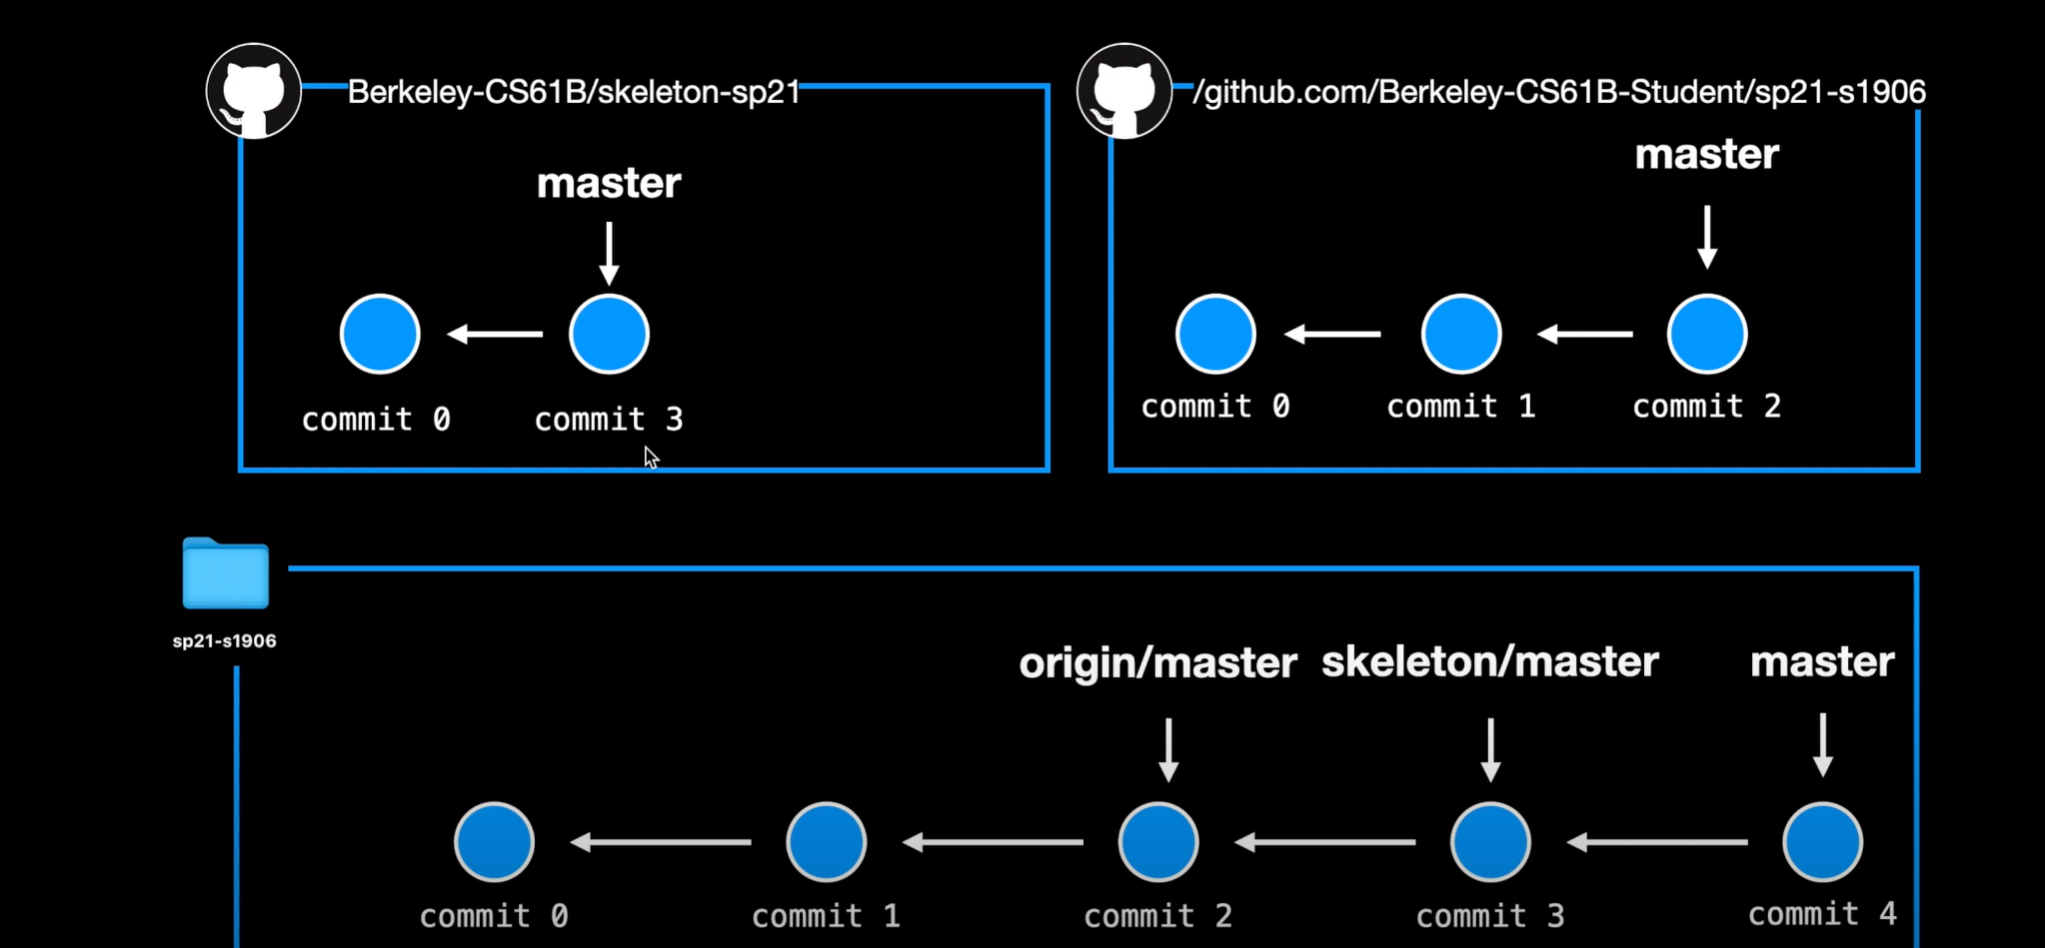 Berkeley-CS61B/skeleton-sp21
master
commit 0
commit 3
/github.com/Berkeley-CS61B-Student/sp21-s1906
master
commit 0
commit 1
commit 2
sp21-s1906
origin/master
skeleton/master
master
commit 0
commit 1
commit 2
commit 3
commit 4